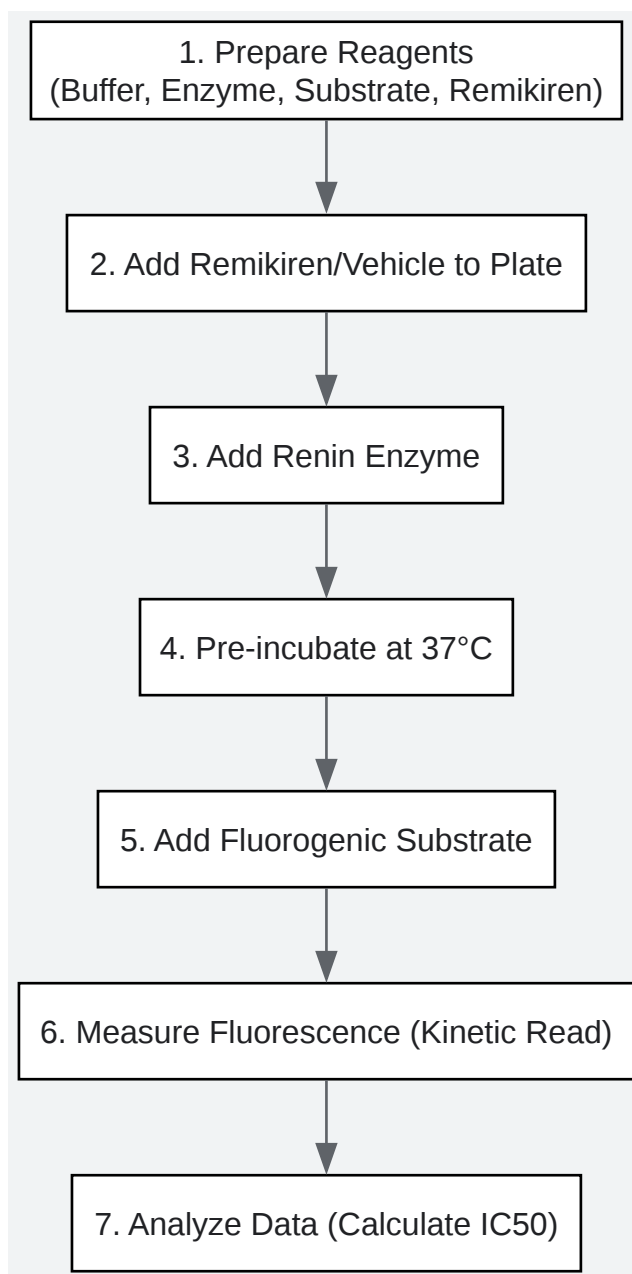 1. Prepare Reagents
(Buffer, Enzyme, Substrate, Remikiren)
2. Add Remikiren/Vehicle to Plate
3. Add Renin Enzyme
4. Pre-incubate at 37°C
5. Add Fluorogenic Substrate
6. Measure Fluorescence (Kinetic Read)
7. Analyze Data (Calculate IC50)